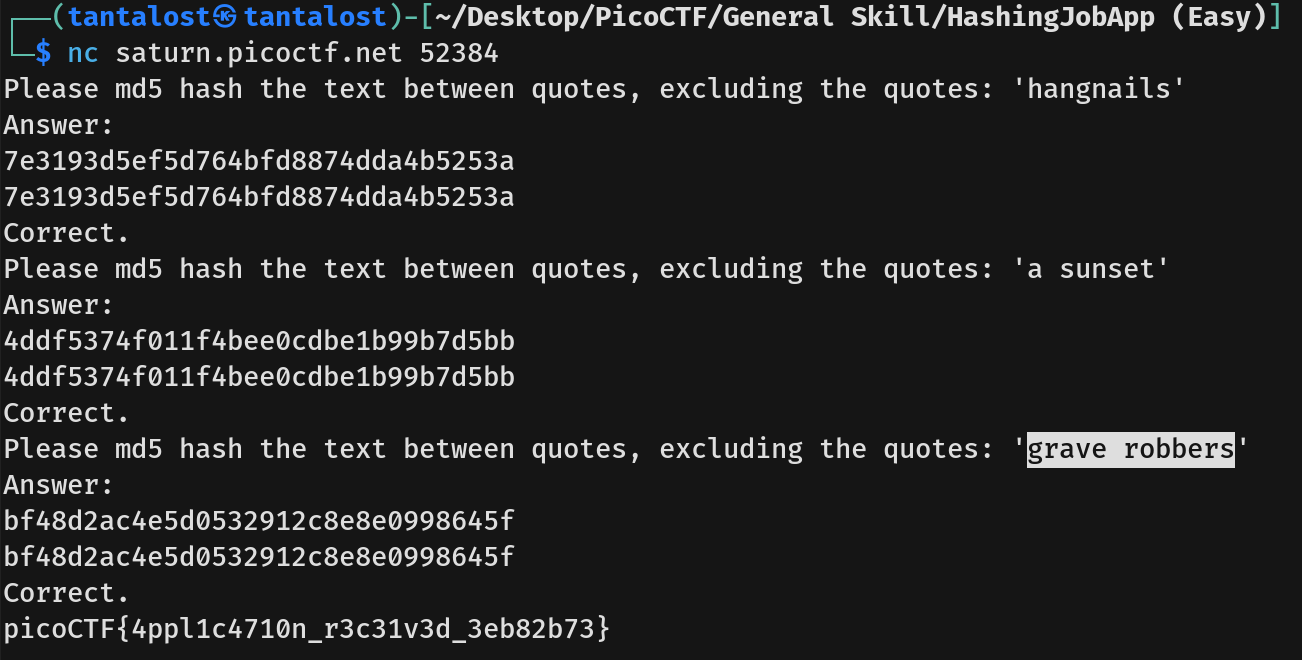 (tantalost㉿tantalost)-[~/Desktop/PicoCTF/General Skill/HashingJobApp (Easy)]
$ nc saturn.picoctf.net 52384
Please md5 hash the text between quotes, excluding the quotes: 'hangnails'
Answer:
7e3193d5ef5d764bfd8874dda4b5253a
7e3193d5ef5d764bfd8874dda4b5253a
Correct.
Please md5 hash the text between quotes, excluding the quotes: 'a sunset'
Answer:
4ddf5374f011f4bee0cdbe1b99b7d5bb
4ddf5374f011f4bee0cdbe1b99b7d5bb
Correct.
Please md5 hash the text between quotes, excluding the quotes: 'grave robbers'
Answer:
bf48d2ac4e5d0532912c8e8e0998645f
bf48d2ac4e5d0532912c8e8e0998645f
Correct.
picoCTF{4ppl1c4710n_r3c31v3d_3eb82b73}